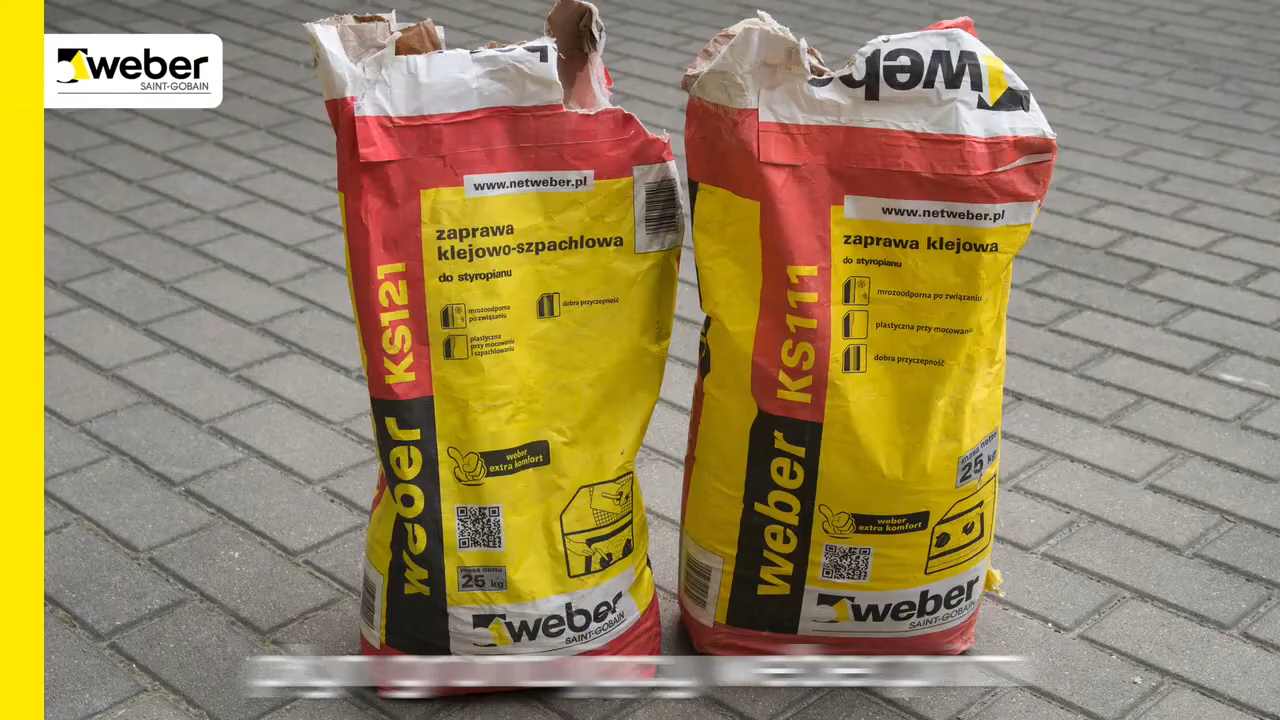 weber
SAINT-GOBAIN
www.netweber.pl
zaprawa
klejowo-szpachlowa
do styropianu
mrozoodporna
po związaniu
dobra przyczepność
plastyczna
przy mocowaniu
i szpachlowaniu
KS121
weber
weber
extra komfort
masa netto
25 kg
weber
SAINT-GOBAIN
weber
www.netweber.pl
zaprawa klejowa
do styropianu
mrozoodporna po związaniu
plastyczna przy mocowaniu
dobra przyczepność
KS111
weber
masa netto
25 kg
weber
extra komfort
weber
SAINT-GOBAIN